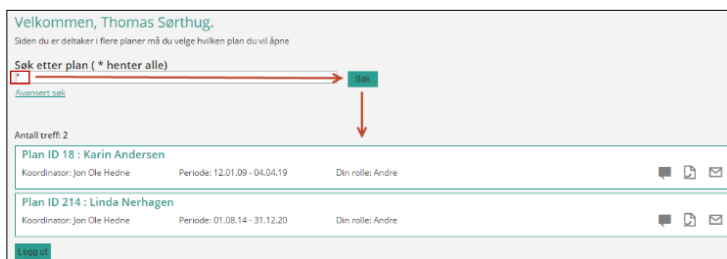 Velkommen, Thomas Sørthug.
Siden du er deltaker i flere planer må du velge hvilken plan du vil åpne
Søk etter plan ( * henter alle)
* Søk
Avansert søk
Antall treff: 2
Plan ID 18 : Karin Andersen
Koordinator: Jon Ole Hedne Periode: 12.01.09 - 04.04.19 Din rolle: Andre
Plan ID 214 : Linda Nerhagen
Koordinator: Jon Ole Hedne Periode: 01.08.14 - 31.12.20 Din rolle: Andre
Logg ut